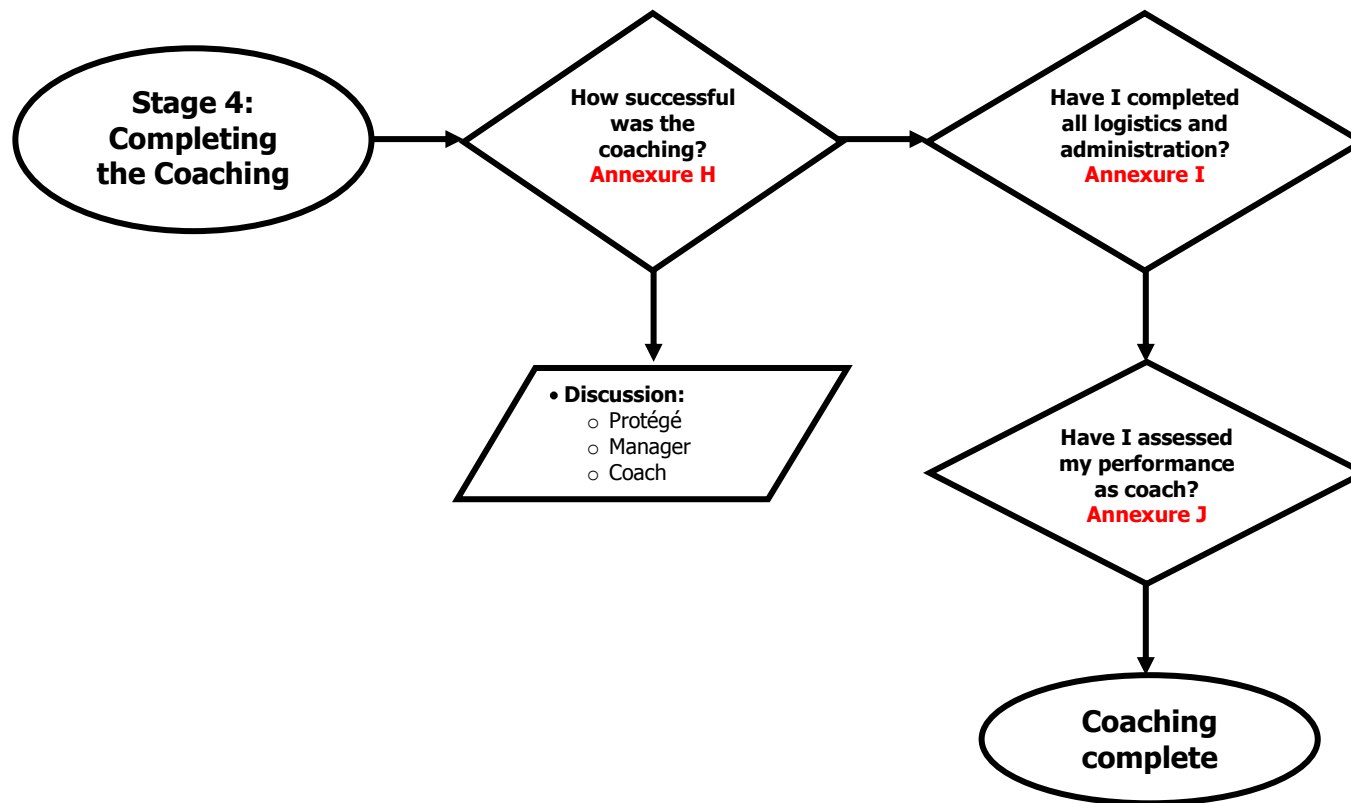 Stage 4:
Completing
the Coaching
How successful
was the
coaching?
Annexure H
Have I completed
all logistics and
administration?
Annexure I
• Discussion:
o Protégé
o Manager
o Coach
Have I assessed
my performance
as coach?
Annexure J
Coaching
complete